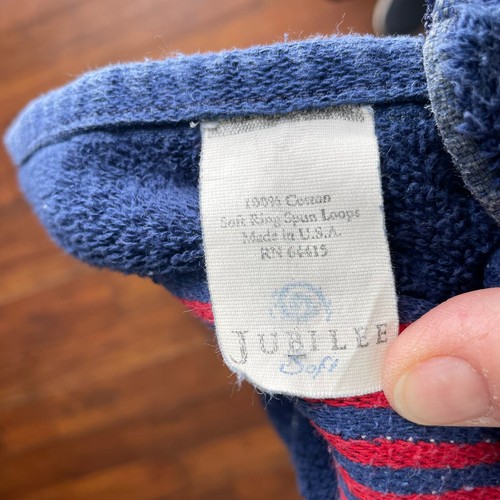 100% Cotton
Soft Ring Spun Loops
Made in U.S.A.
RN 64415
JUBILEE
Soft